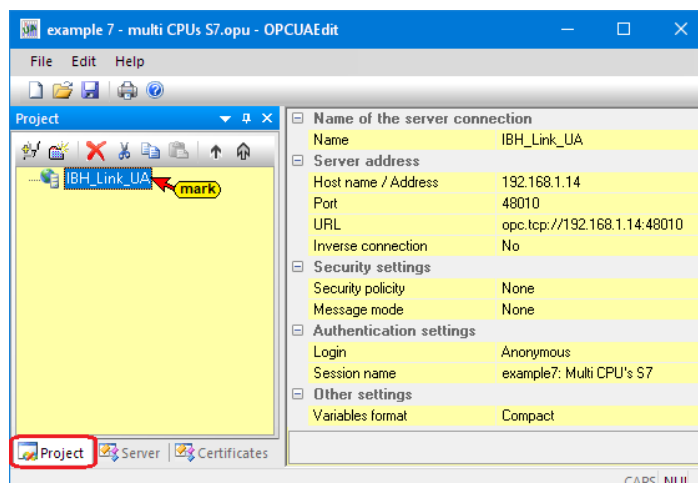 example 7 - multi CPUs S7.opu - OPCUAEdit
File Edit Help
Project
IBH_Link_UA
mark
Project Server Certificates
Name of the server connection
Name IBH_Link_UA
Server address
Host name / Address 192.168.1.14
Port 48010
URL opc.tcp://192.168.1.14:48010
Inverse connection No
Security settings
Security policity None
Message mode None
Authentication settings
Login Anonymous
Session name example7: Multi CPU's S7
Other settings
Variables format Compact
CAPS NUI